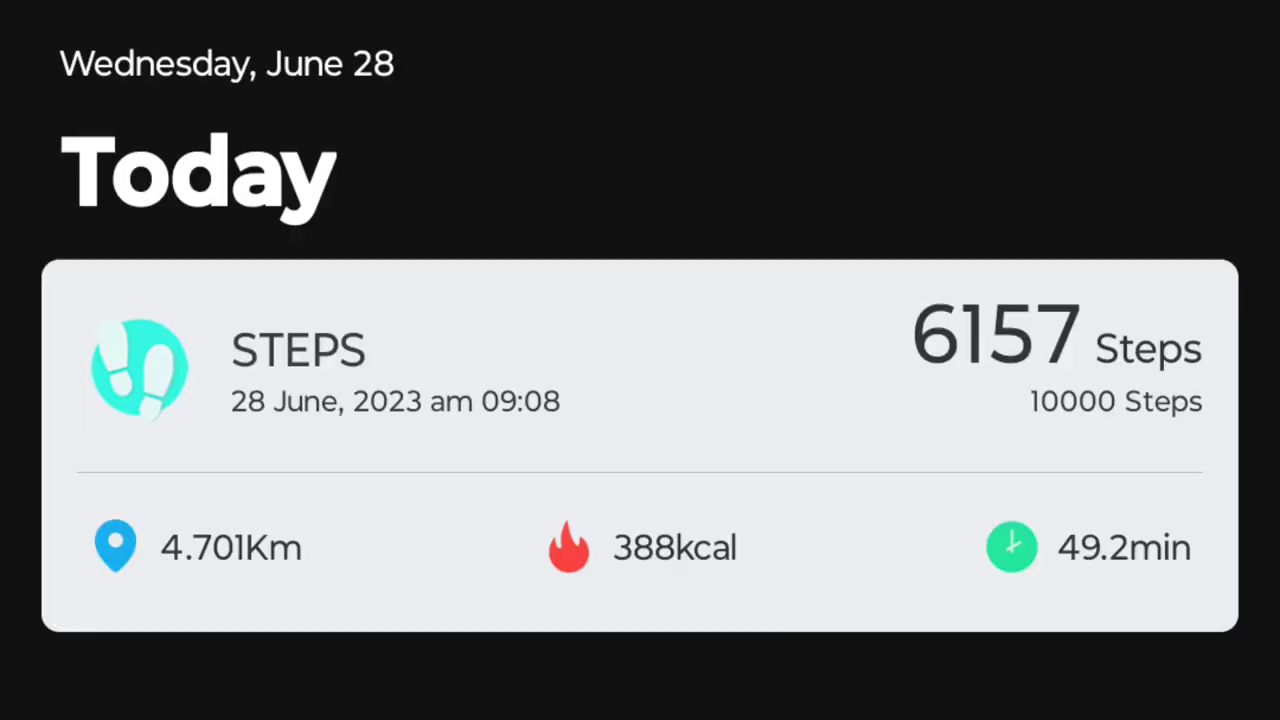 Wednesday, June 28
Today
STEPS
6157 Steps
28 June, 2023 am 09:08
10000 Steps
4.701Km
388kcal
49.2min